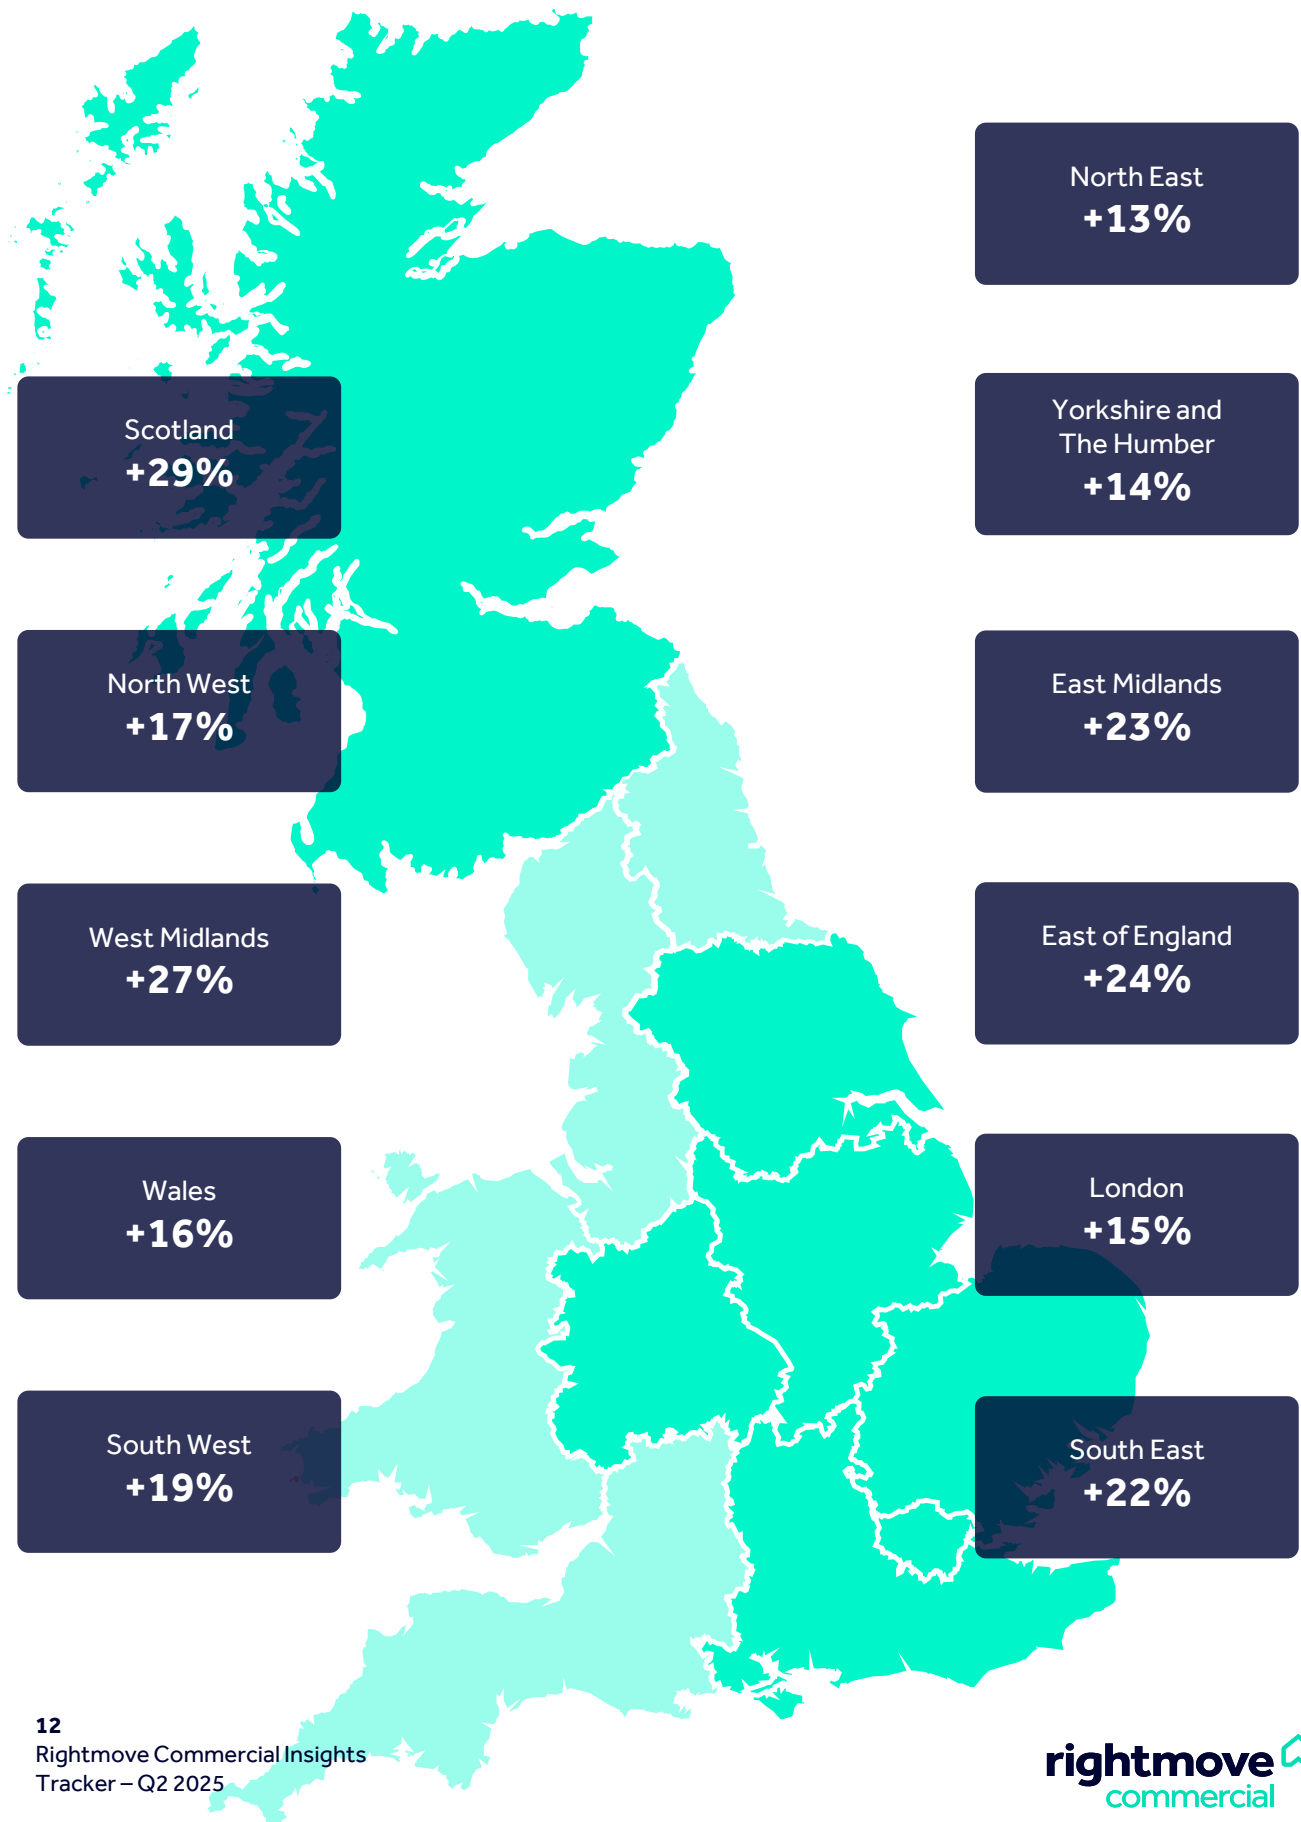 North East
+13%
Scotland
+29%
Yorkshire and
The Humber
+14%
North West
+17%
East Midlands
+23%
West Midlands
+27%
East of England
+24%
Wales
+16%
London
+15%
South West
+19%
South East
+22%
12
Rightmove Commercial Insights
Tracker – Q2 2025
rightmove
commercial